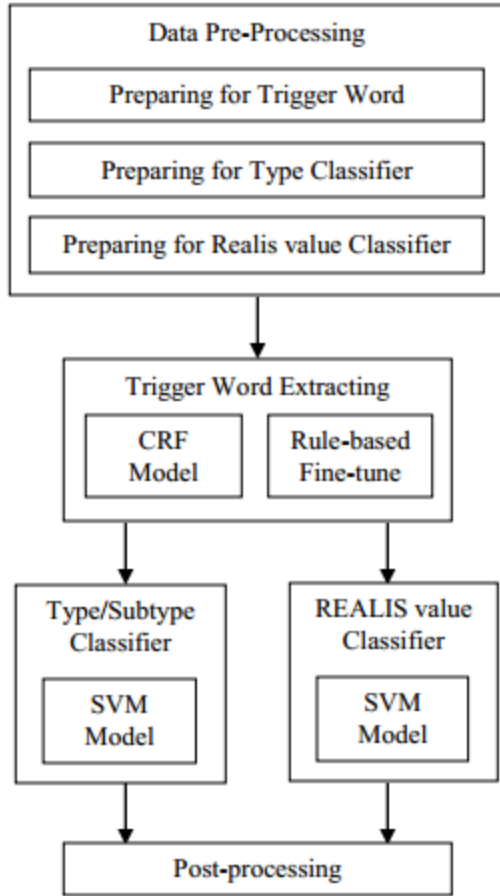 Data Pre-Processing
Preparing for Trigger Word
Preparing for Type Classifier
Preparing for Realis value Classifier
Trigger Word Extracting
CRF
Model
Rule-based
Fine-tune
Type/Subtype
Classifier
SVM
Model
REALIS value
Classifier
SVM
Model
Post-processing